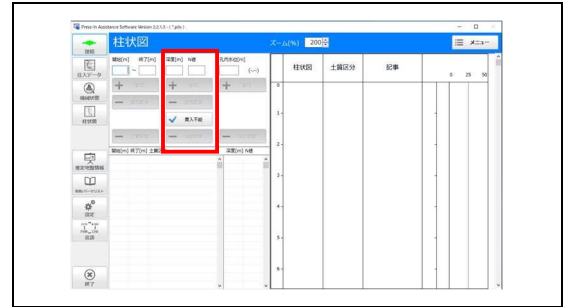 Press-In Assistance Software Version 2.2.1.3 - ( *.pilx )
接続
柱状図
ズーム(%) 200
メニュー
圧入データ
機械状態
柱状図
推定地盤情報
設定
言語
終了
開始[m] 終了[m] 深度[m] N値 孔内水位[m]
~
貫入不能
開始[m] 終了[m] 土質区
深度[m] N値
柱状図 土質区分 記事
0 25 50
0
1
2
3
4
5
6